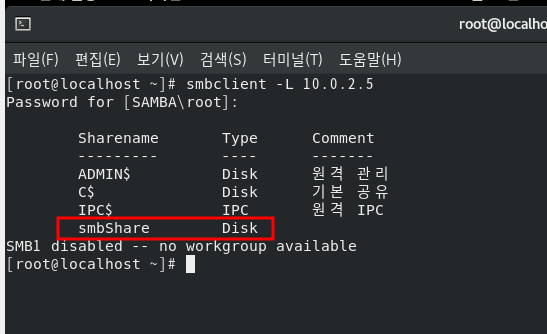 root@localho
파일(F) 편집(E) 보기(V) 검색(S) 터미널(T) 도움말(H)
[root@localhost ~]# smbclient -L 10.0.2.5
Password for [SAMBA\root]:
Sharename Type Comment
--------- ---- -------
ADMIN$ Disk 원격 관리
C$ Disk 기본 공유
IPC$ IPC 원격 IPC
smbShare Disk
SMB1 disabled -- no workgroup available
[root@localhost ~]#